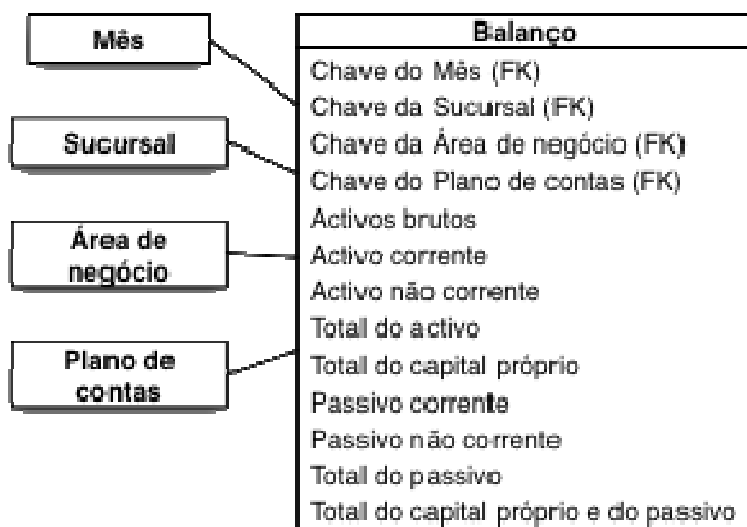 Mês
Sucursal
Área de
negócio
Plano de
contas
Balanço
Chave do Mês (FK)
Chave da Sucursal (FK)
Chave da Área de negócio (FK)
Chave do Plano de contas (FK)
Activos brutos
Activo corrente
Activo não corrente
Total do activo
Total do capital próprio
Passivo corrente
Passivo não corrente
Total do passivo
Total do capital próprio e do passivo